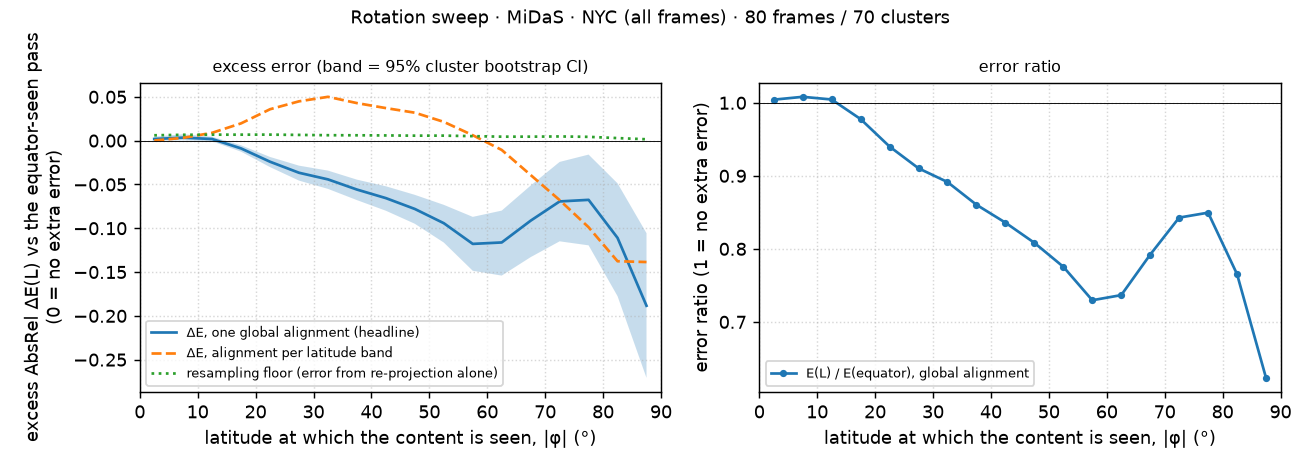 Rotation sweep · MiDaS · NYC (all frames) · 80 frames / 70 clusters
excess error (band = 95% cluster bootstrap CI)
excess AbsRel ΔE(L) vs the equator-seen pass
(0 = no extra error)
0.05
0.00
−0.05
−0.10
−0.15
−0.20
−0.25
ΔE, one global alignment (headline)
ΔE, alignment per latitude band
resampling floor (error from re-projection alone)
0 10 20 30 40 50 60 70 80 90
latitude at which the content is seen, |φ| (°)
error ratio
error ratio (1 = no extra error)
1.0
0.9
0.8
0.7
E(L) / E(equator), global alignment
0 10 20 30 40 50 60 70 80 90
latitude at which the content is seen, |φ| (°)